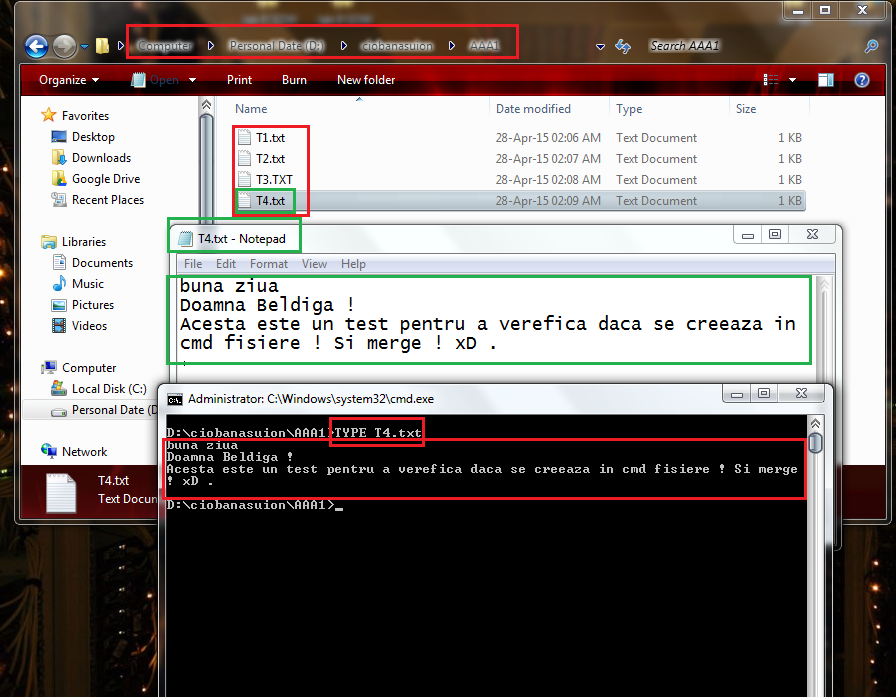 Computer Personal Date (D:) ciobanasuion AAA1 Search AAA1
Organize Open Print Burn New folder
Name Date modified Type Size
Favorites
Desktop
Downloads
Google Drive
Recent Places
Libraries
Documents
Music
Pictures
Videos
Computer
Local Disk (C:)
Personal Date (D
Network
T1.txt 28-Apr-15 02:06 AM Text Document 1 KB
T2.txt 28-Apr-15 02:07 AM Text Document 1 KB
T3.TXT 28-Apr-15 02:08 AM Text Document 1 KB
T4.txt 28-Apr-15 02:09 AM Text Document 1 KB
T4.txt
Text Docum
T4.txt - Notepad
File Edit Format View Help
buna ziua
Doamna Beldiga !
Acesta este un test pentru a verefica daca se creeaza in
cmd fisiere ! Si merge ! xD .
Administrator: C:\Windows\system32\cmd.exe
D:\ciobanasuion\AAA1>TYPE T4.txt
buna ziua
Doamna Beldiga !
Acesta este un test pentru a verefica daca se creeaza in cmd fisiere ! Si merge
! xD .
D:\ciobanasuion\AAA1>_